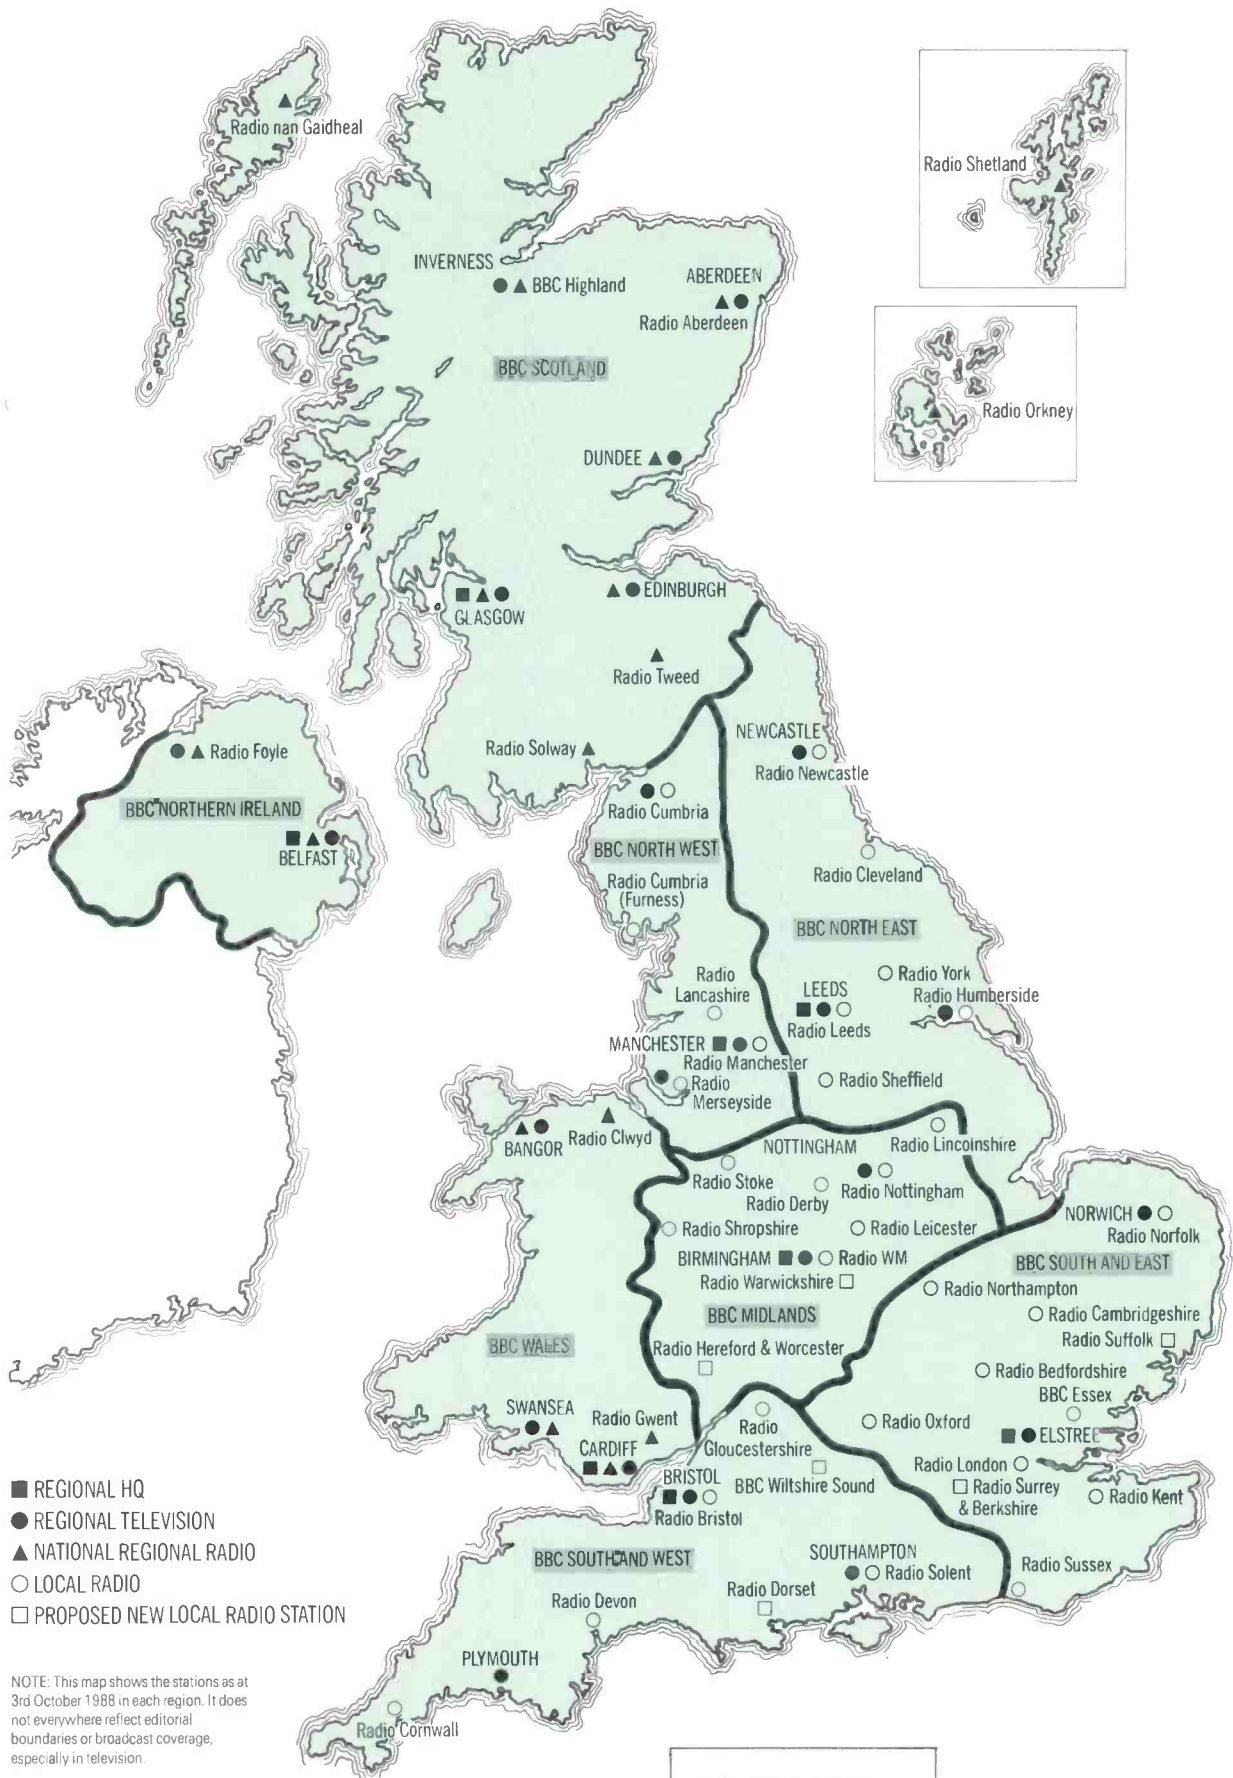 Radio nan Gaidheal
Radio Shetland
INVERNESS
BBC Highland
ABERDEEN
Radio Aberdeen
BBC SCOTLAND
Radio Orkney
DUNDEE
GLASGOW
EDINBURGH
Radio Tweed
Radio Solway
NEWCASTLE
Radio Newcastle
Radio Foyle
BBC NORTHERN IRELAND
BELFAST
Radio Cumbria
BBC NORTH WEST
Radio Cumbria
(Furness)
Radio Cleveland
BBC NORTH EAST
Radio
Lancashire
LEEDS
Radio Leeds
Radio York
Radio Humberside
MANCHESTER
Radio Manchester
Radio
Merseyside
Radio Sheffield
BANGOR
Radio Clwyd
NOTTINGHAM
Radio Lincolnshire
Radio Stoke
Radio Derby
Radio Nottingham
Radio Shropshire
Radio Leicester
NORWICH
Radio Norfolk
BIRMINGHAM
Radio WM
BBC SOUTH AND EAST
Radio Warwickshire
Radio Northampton
BBC MIDLANDS
Radio Cambridgeshire
Radio Suffolk
BBC WALES
Radio Hereford & Worcester
Radio Bedfordshire
BBC Essex
SWANSEA
Radio Gwent
CARDIFF
Radio
Gloucestershire
Radio Oxford
ELSTREE
Radio London
BRISTOL
Radio Bristol
BBC Wiltshire Sound
Radio Surrey
& Berkshire
Radio Kent
BBC SOUTH AND WEST
SOUTHAMPTON
Radio Solent
Radio Sussex
Radio Devon
Radio Dorset
PLYMOUTH
Radio Cornwall
REGIONAL HQ
REGIONAL TELEVISION
NATIONAL REGIONAL RADIO
LOCAL RADIO
PROPOSED NEW LOCAL RADIO STATION
NOTE: This map shows the stations as at
3rd October 1988 in each region. It does
not everywhere reflect editorial
boundaries or broadcast coverage,
especially in television.